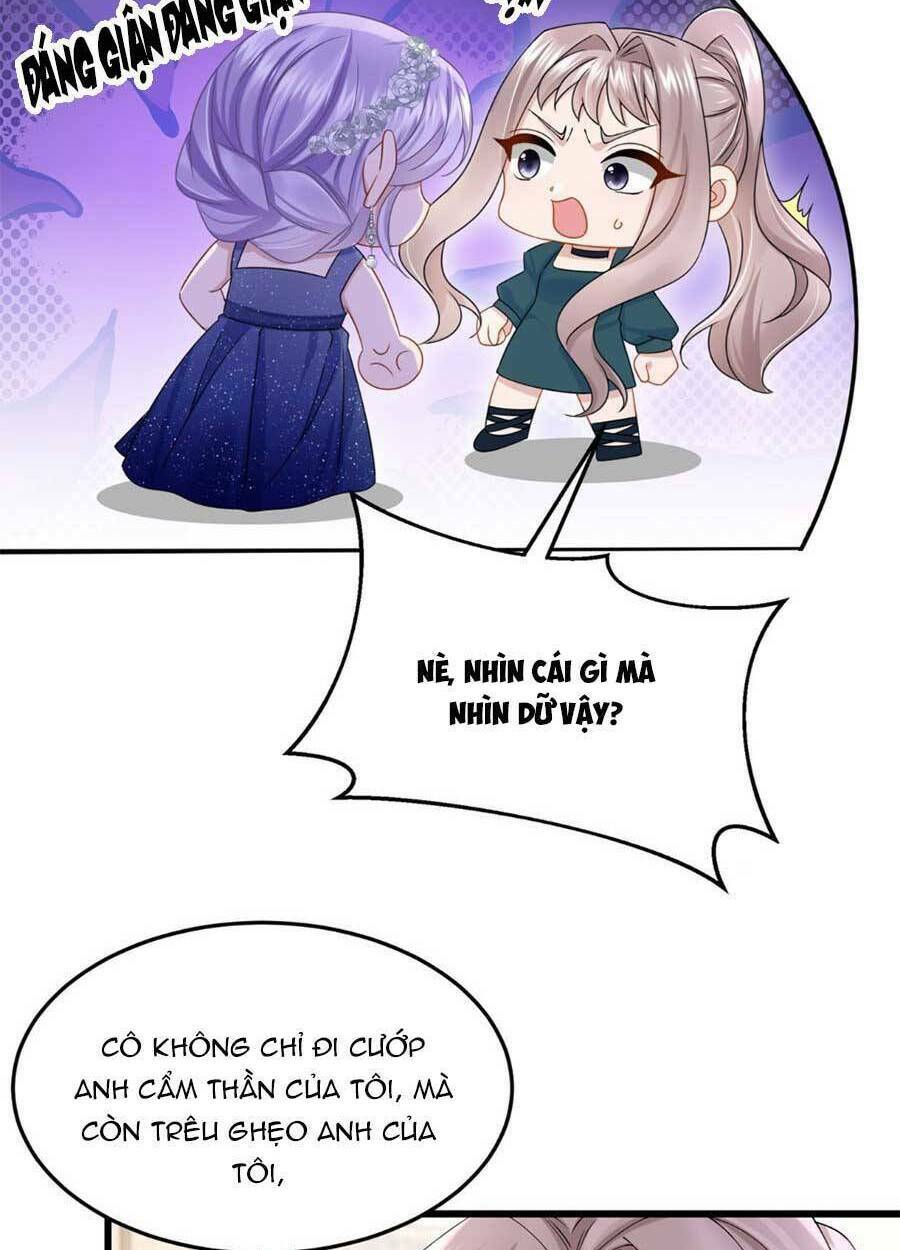 ĐÁNG GIẬN ĐÁNG GIẬN
NÈ, NHÌN CÁI GÌ MÀ
NHÌN DỮ VẬY?
CÔ KHÔNG CHỈ ĐI CƯỚP
ANH CẨM THẦN CỦA TÔI, MÀ
CÒN TRÊU GHẸO ANH CỦA
TÔI,